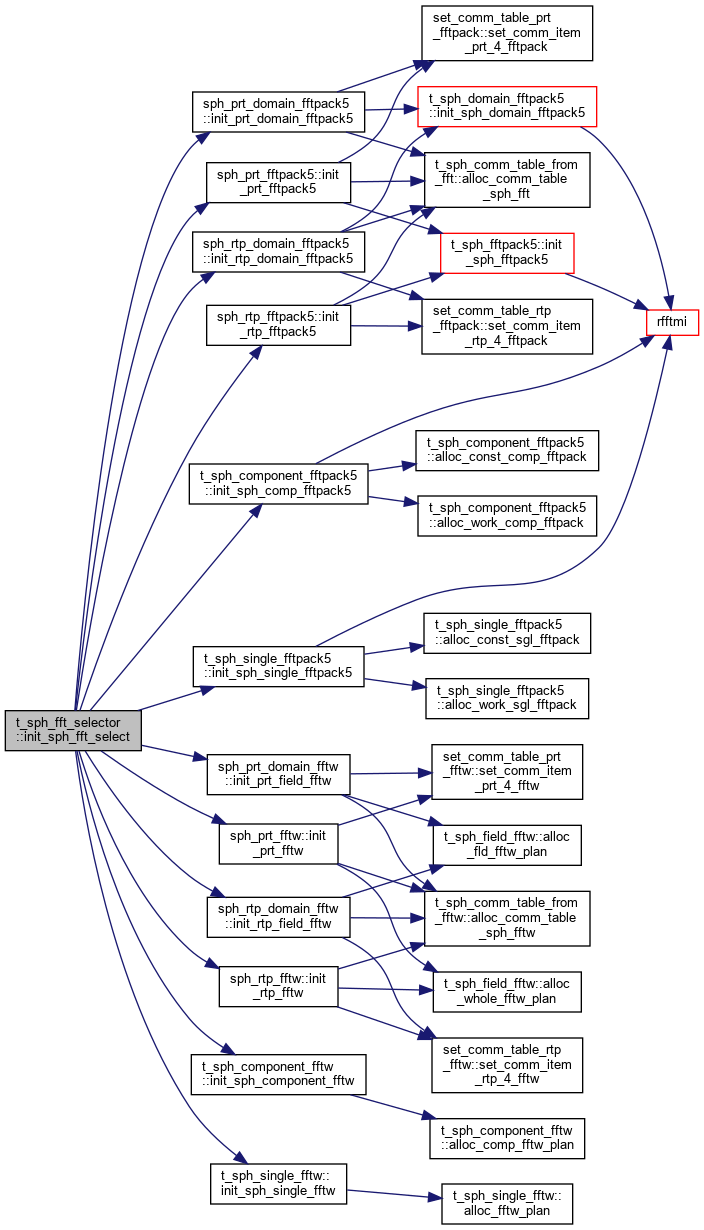 set_comm_table_prt
_fftpack::set_comm_item
_prt_4_fftpack
sph_prt_domain_fftpack5
::init_prt_domain_fftpack5
t_sph_domain_fftpack5
::init_sph_domain_fftpack5
t_sph_comm_table_from
_fft::alloc_comm_table
_sph_fft
sph_prt_fftpack5::init
_prt_fftpack5
sph_rtp_domain_fftpack5
::init_rtp_domain_fftpack5
t_sph_fftpack5::init
_sph_fftpack5
sph_rtp_fftpack5::init
_rtp_fftpack5
set_comm_table_rtp
_fftpack::set_comm_item
_rtp_4_fftpack
rfftmi
t_sph_component_fftpack5
::init_sph_comp_fftpack5
t_sph_component_fftpack5
::alloc_const_comp_fftpack
t_sph_component_fftpack5
::alloc_work_comp_fftpack
t_sph_single_fftpack5
::init_sph_single_fftpack5
t_sph_single_fftpack5
::alloc_const_sgl_fftpack
t_sph_single_fftpack5
::alloc_work_sgl_fftpack
t_sph_fft_selector
::init_sph_fft_select
sph_prt_domain_fftw
::init_prt_field_fftw
set_comm_table_prt
_fftw::set_comm_item
_prt_4_fftw
sph_prt_fftw::init
_prt_fftw
t_sph_field_fftw::alloc
_fld_fftw_plan
sph_rtp_domain_fftw
::init_rtp_field_fftw
t_sph_comm_table_from
_fftw::alloc_comm_table
_sph_fftw
sph_rtp_fftw::init
_rtp_fftw
t_sph_field_fftw::alloc
_whole_fftw_plan
set_comm_table_rtp
_fftw::set_comm_item
_rtp_4_fftw
t_sph_component_fftw
::init_sph_component_fftw
t_sph_component_fftw
::alloc_comp_fftw_plan
t_sph_single_fftw::
init_sph_single_fftw
t_sph_single_fftw::
alloc_fftw_plan